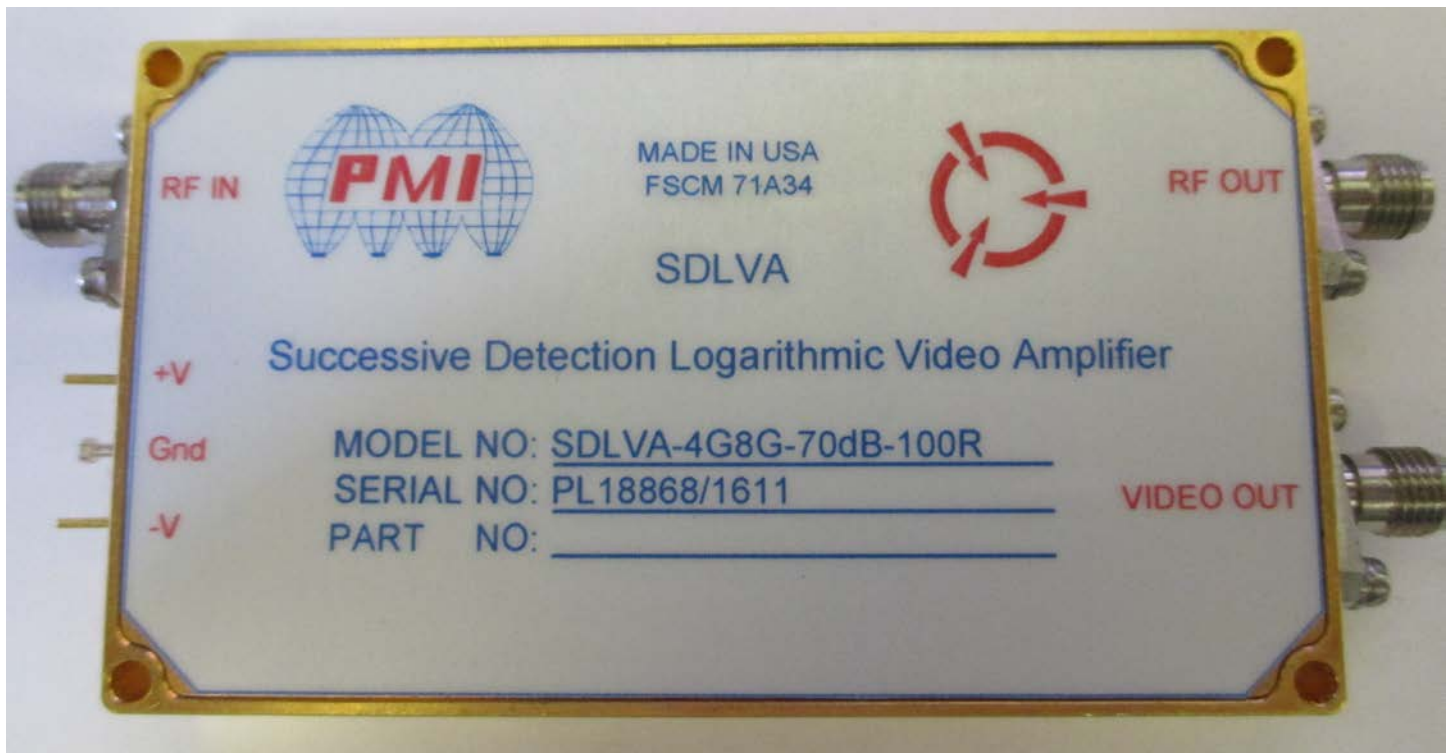 RF IN
PMI
MADE IN USA
FSCM 71A34
RF OUT
SDLVA
Successive Detection Logarithmic Video Amplifier
+V
Gnd
-V
MODEL NO: SDLVA-4G8G-70dB-100R
SERIAL NO: PL18868/1611
PART NO:
VIDEO OUT